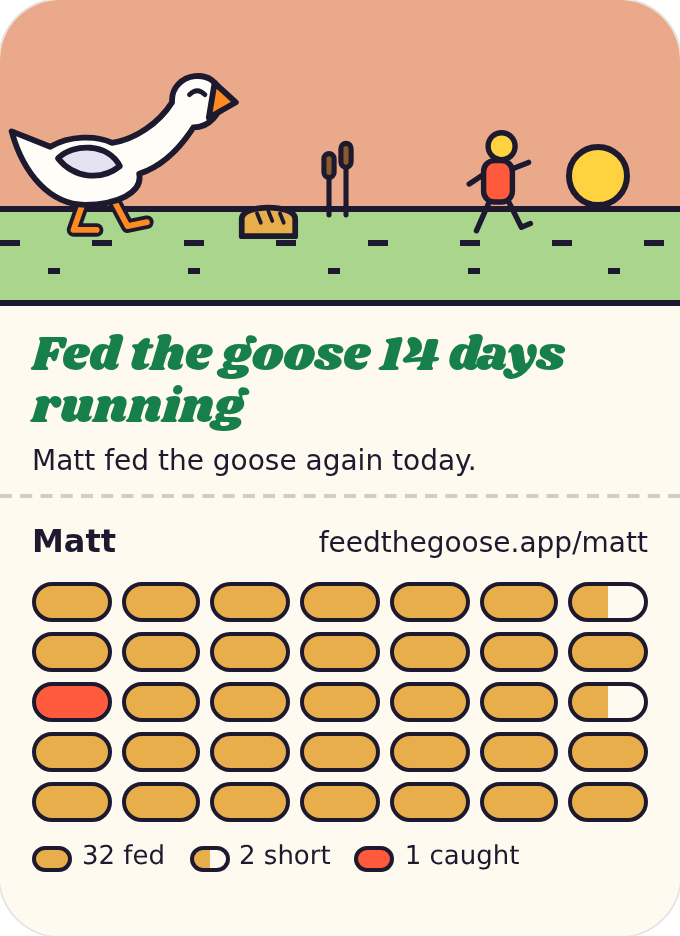 Fed the goose 14 days
running
Matt fed the goose again today.
Matt feedthegoose.app/matt
32 fed 2 short 1 caught